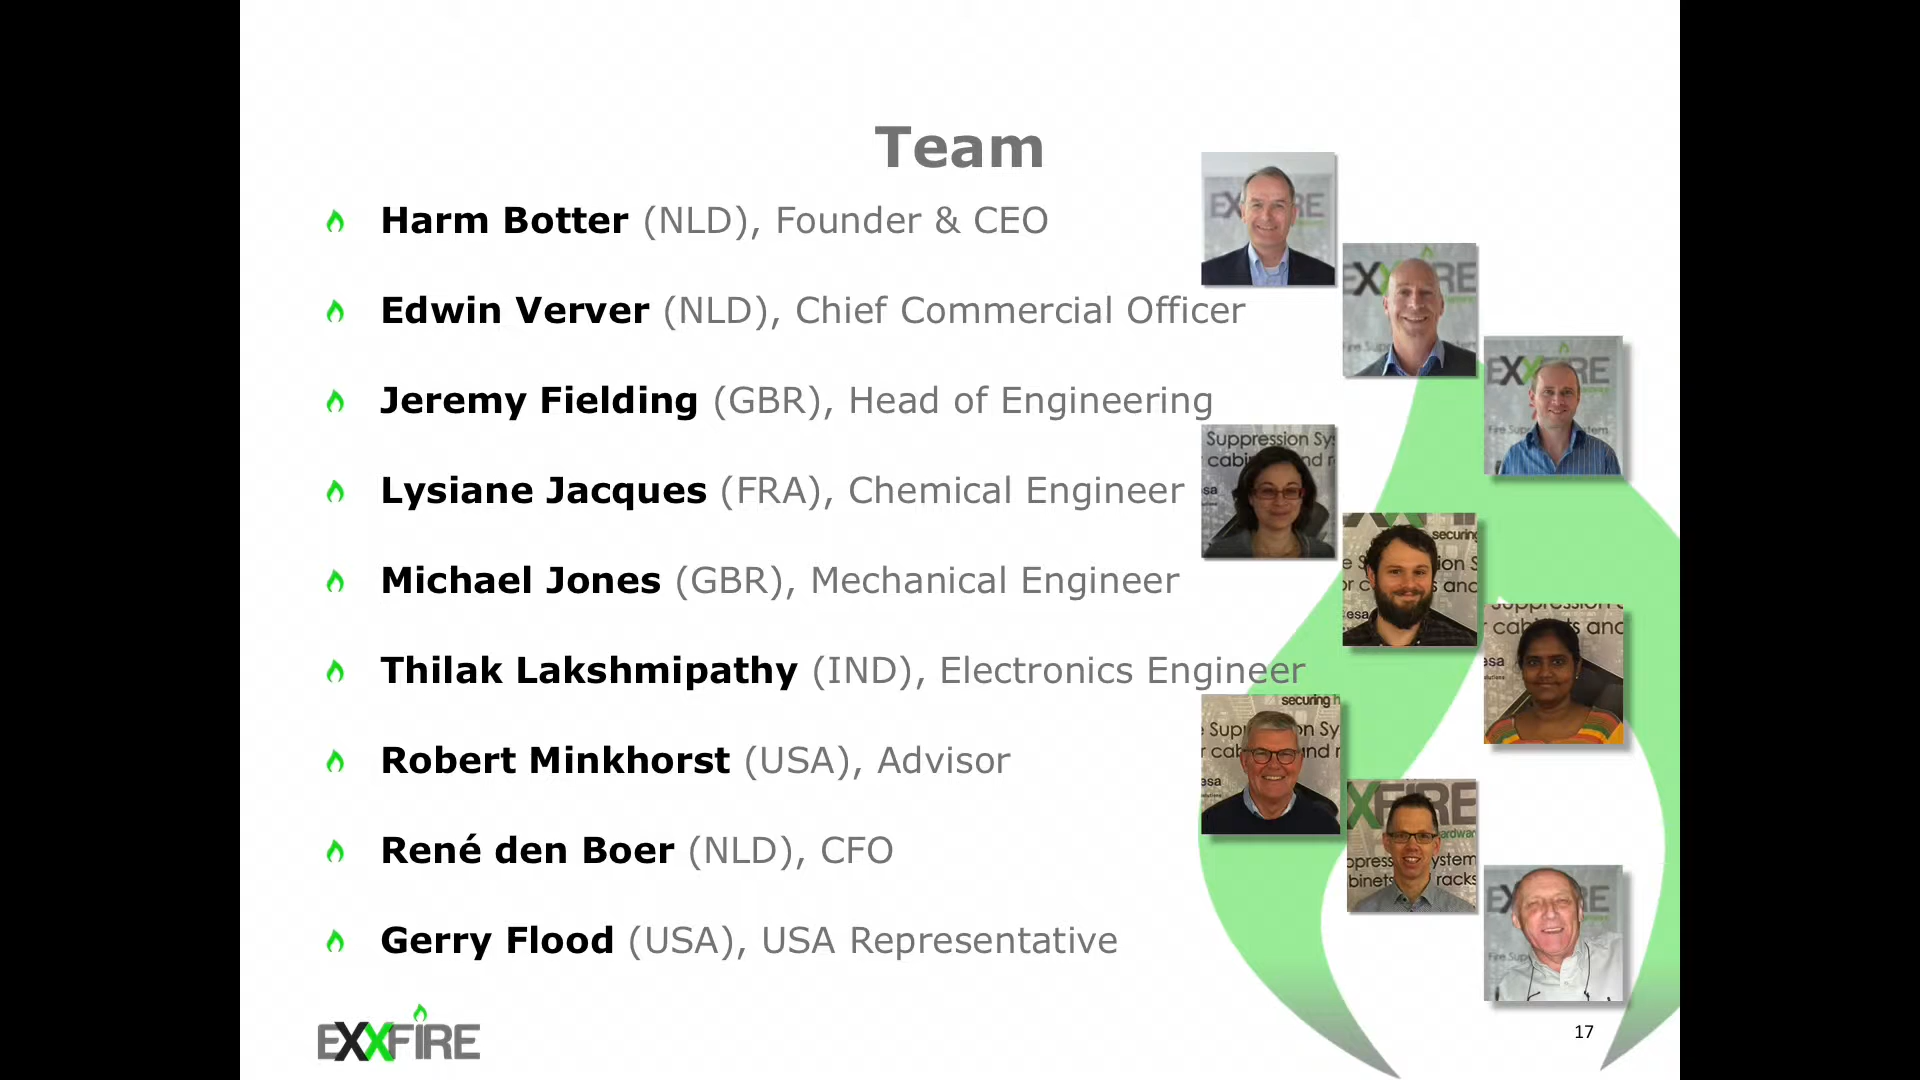 Team
Harm Botter (NLD), Founder & CEO
Edwin Verver (NLD), Chief Commercial Officer
Jeremy Fielding (GBR), Head of Engineering
Lysiane Jacques (FRA), Chemical Engineer
Michael Jones (GBR), Mechanical Engineer
Thilak Lakshmipathy (IND), Electronics Engineer
Robert Minkhorst (USA), Advisor
René den Boer (NLD), CFO
Gerry Flood (USA), USA Representative
EXXFIRE
17